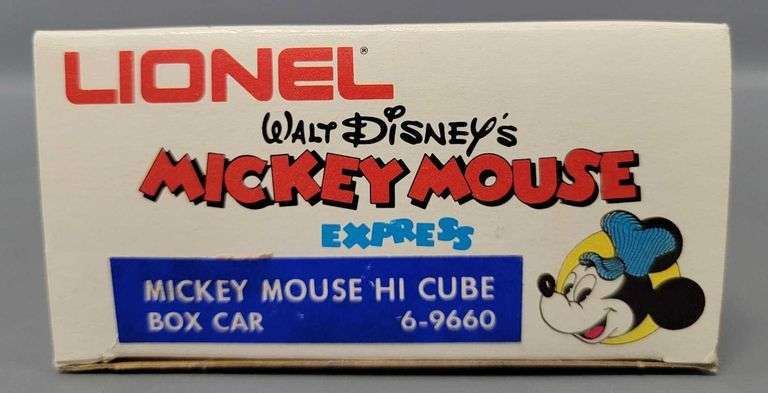 LIONEL®
WALT DISNEY'S
MICKEY MOUSE
EXPRESS
MICKEY MOUSE HI CUBE
BOX CAR 6-9660